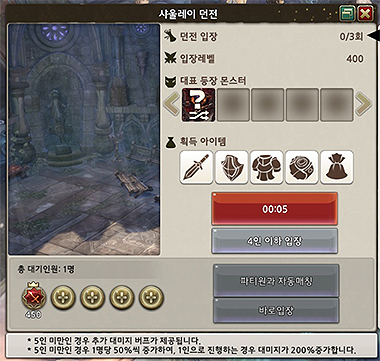 샤울레이 던전
던전 입장 0/3회
입장레벨 400
대표 등장 몬스터
?
획득 아이템
00:05
4인 이하 입장
총 대기인원: 1명
파티원과 자동매칭
450
바로입장
* 5인 미만인 경우 추가 대미지 버프가 제공됩니다.
* 5인 미만인 경우 1명당 50%씩 증가하여, 1인으로 진행하는 경우 대미지가 200%증가합니다.